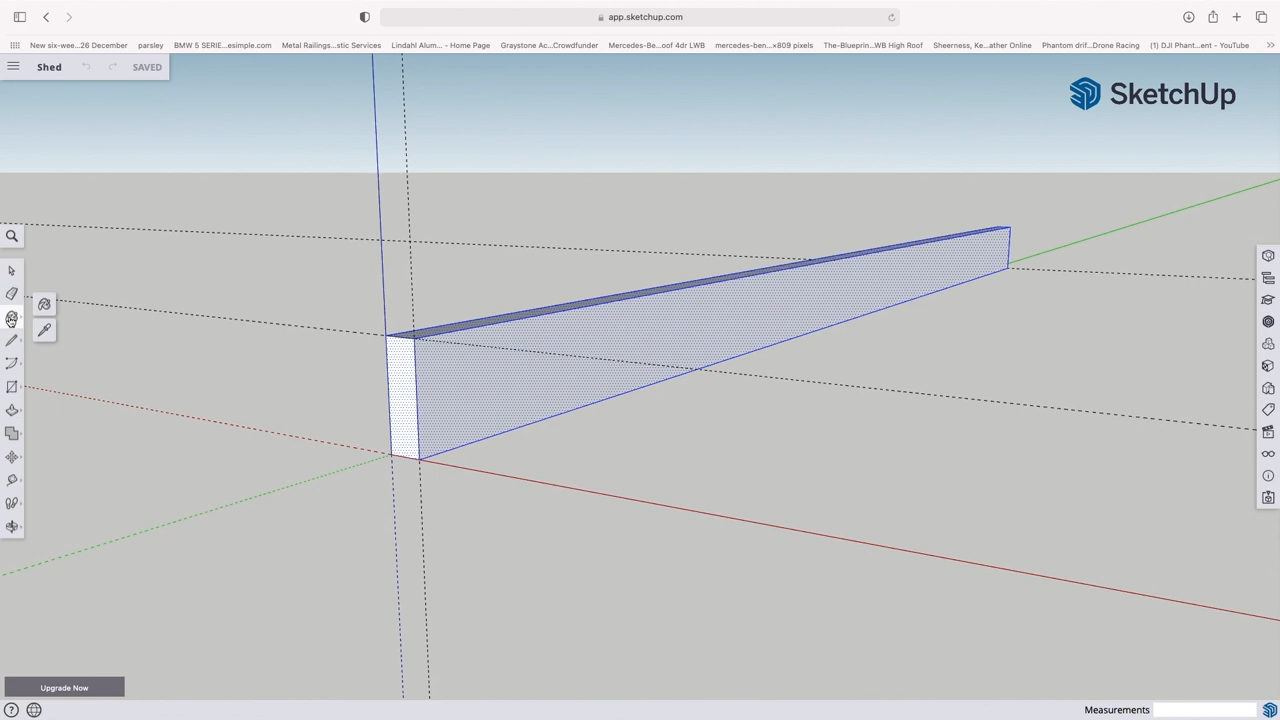 app.sketchup.com
New six-wee...26 December parsley BMW 5 SERIE...esimple.com Metal Railings...stic Services Lindahl Alum... - Home Page Graystone Ac...Crowdfunder Mercedes-Be...oof 4dr LWB mercedes-ben...×809 pixels The-Blueprin...WB High Roof Sheerness, Ke...ather Online Phantom drif...Drone Racing (1) DJI Phant...ent - YouTube
Shed SAVED
SketchUp
Upgrade Now
Measurements